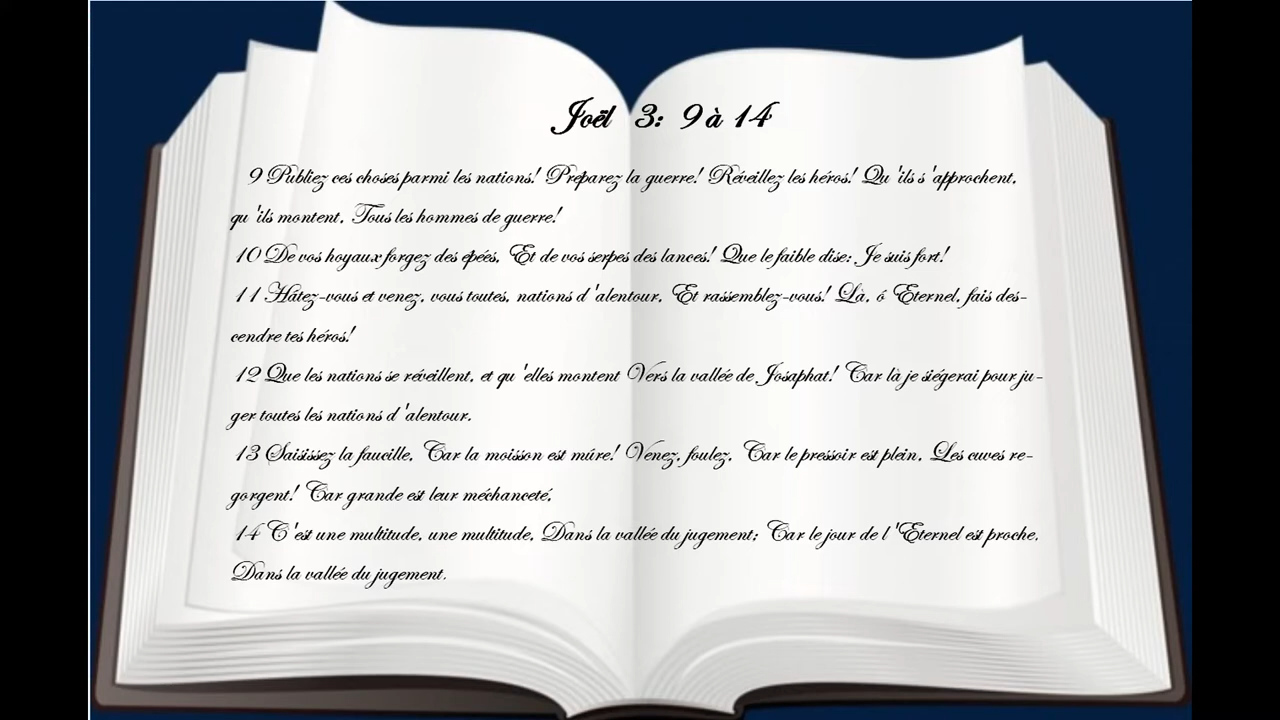 Joël 3: 9 à 14
9 Publiez ces choses parmi les nations! Préparez la guerre! Réveillez les héros! Qu'ils s'approchent,
qu'ils montent, Tous les hommes de guerre!
10 De vos hoyaux forgez des épées, Et de vos serpes des lances! Que le faible dise: Je suis fort!
11 Hâtez-vous et venez, vous toutes, nations d'alentour, Et rassemblez-vous! Là, ô Eternel, fais des-
cendre tes héros!
12 Que les nations se réveillent, et qu'elles montent Vers la vallée de Josaphat! Car là je siégerai pour ju-
ger toutes les nations d'alentour.
13 Saisissez la faucille, Car la moisson est mûre! Venez, foulez, Car le pressoir est plein, Les cuves re-
gorgent! Car grande est leur méchanceté,
14 C'est une multitude, une multitude, Dans la vallée du jugement; Car le jour de l'Eternel est proche,
Dans la vallée du jugement.